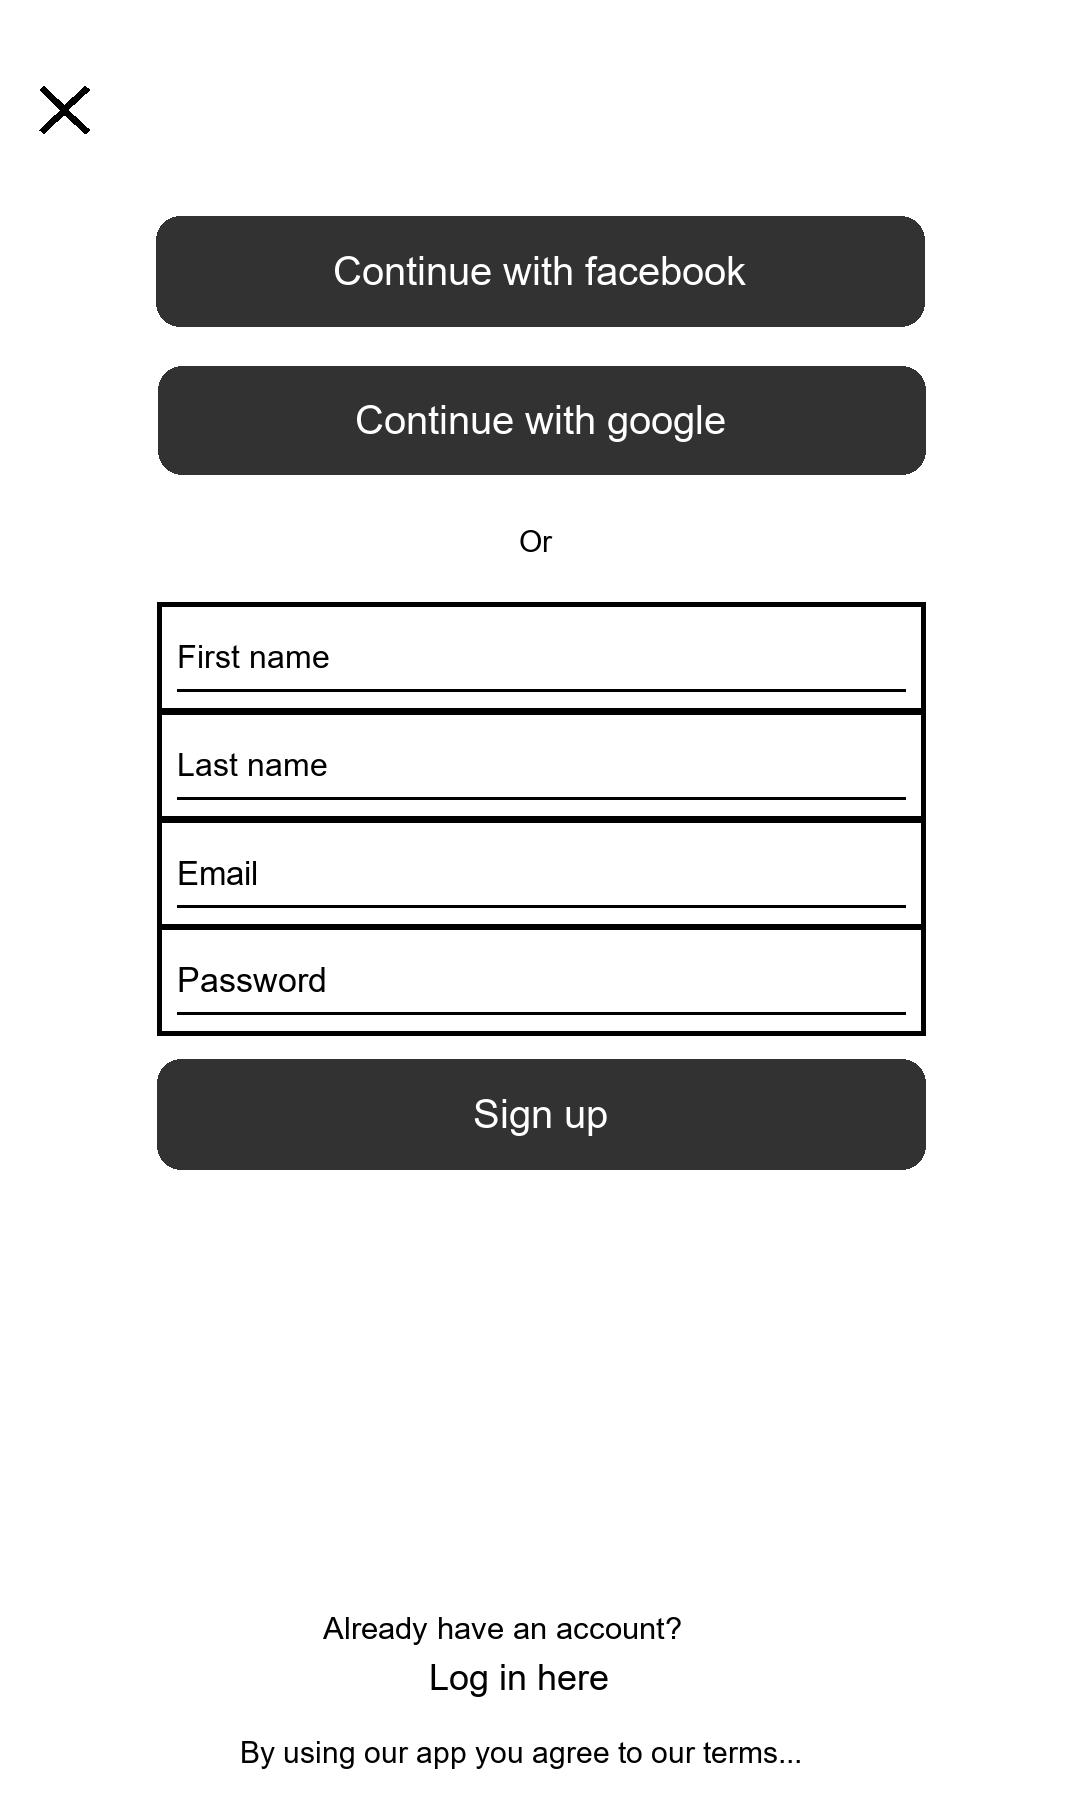 Continue with facebook
Continue with google
Or
First name
Last name
Email
Password
Sign up
Already have an account?
Log in here
By using our app you agree to our terms...